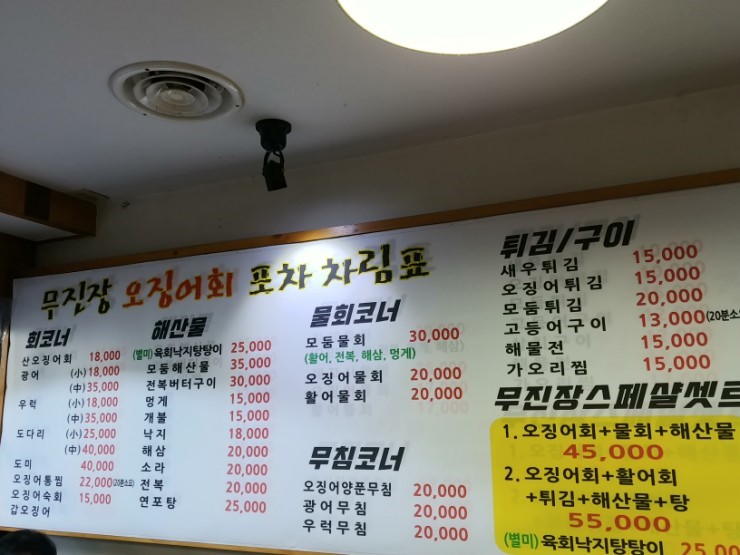 무진장 오징어회 포차 차림표
회코너
산오징어회 18,000
광어 (小) 18,000
(中) 35,000
우럭 (小) 18,000
(中) 35,000
도다리 (小) 25,000
(中) 40,000
도미 40,000
오징어통찜 22,000(20분소요)
오징어숙회 15,000
갑오징어
해산물
(별미) 육회낙지탕탕이 25,000
모둠해산물 35,000
전복버터구이 30,000
멍게 15,000
개불 15,000
낙지 18,000
해삼 20,000
소라 20,000
전복 20,000
연포탕 25,000
물회코너
모둠물회 30,000
(활어, 전복, 해삼, 멍게)
오징어물회 20,000
활어물회 20,000
무침코너
오징어양푼무침 20,000
광어무침 20,000
우럭무침 20,000
튀김/구이
새우튀김 15,000
오징어튀김 15,000
모둠튀김 20,000
고등어구이 13,000(20분소
해물전 15,000
가오리찜 15,000
무진장스페샬셋트
1. 오징어회+물회+해산물
45,000
2. 오징어회+활어회
+튀김+해산물+탕
55,000
(별미) 육회낙지탕탕이 25,00